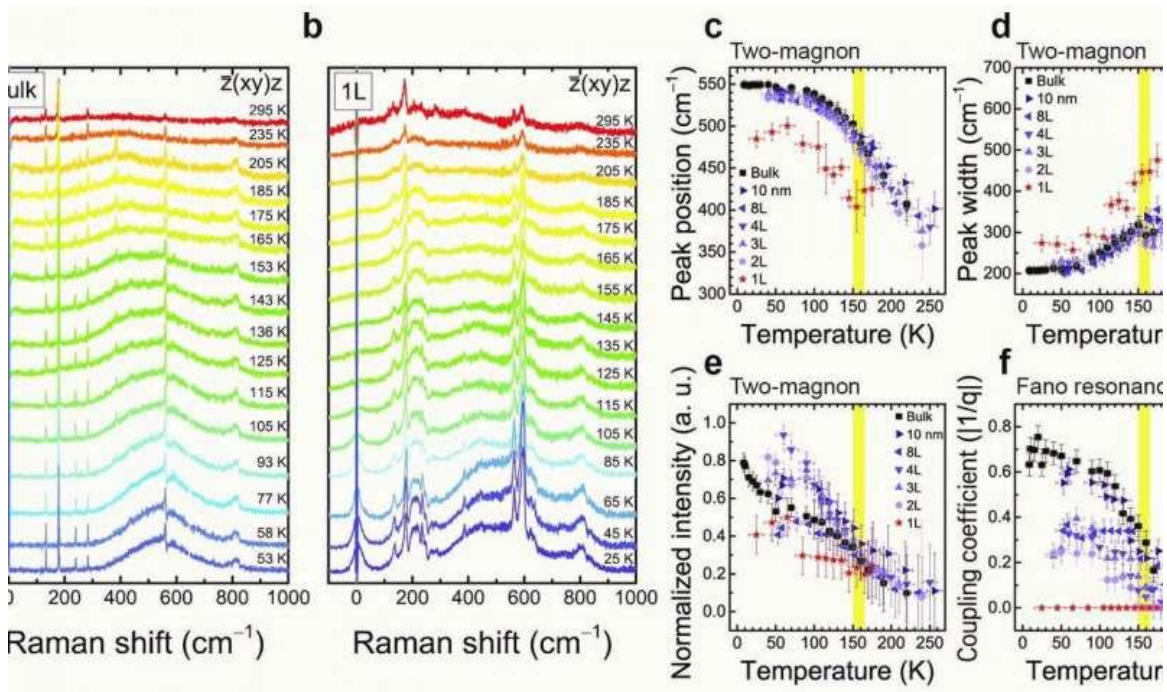 ulk
z̄(xy)z
295 K
235 K
205 K
185 K
175 K
165 K
153 K
143 K
136 K
125 K
115 K
105 K
93 K
77 K
58 K
53 K
0 200 400 600 800 1000
Raman shift (cm⁻¹)
b
1L
z̄(xy)z
295 K
235 K
205 K
185 K
175 K
165 K
155 K
145 K
135 K
125 K
115 K
105 K
85 K
65 K
45 K
25 K
0 200 400 600 800 1000
Raman shift (cm⁻¹)
c
Two-magnon
Peak position (cm⁻¹)
550
500
450
400
350
300
Bulk
10 nm
8L
4L
3L
2L
1L
0 50 100 150 200 250
Temperature (K)
d
Two-magnon
Peak width (cm⁻¹)
700
600
500
400
300
200
Bulk
10 nm
8L
4L
3L
2L
1L
0 50 100 150
Temperatur
e
Two-magnon
Normalized intensity (a. u.)
1.0
0.8
0.6
0.4
0.2
0.0
Bulk
10 nm
8L
4L
3L
2L
1L
0 50 100 150 200 250
Temperature (K)
f
Fano resonanc
Coupling coefficient (|1/q|)
0.8
0.6
0.4
0.2
0.0
0 50 100 150
Temperatur